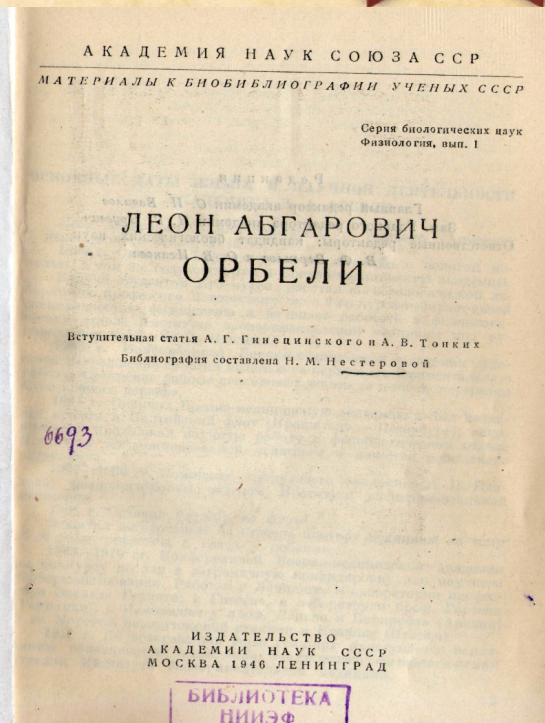 АКАДЕМИЯ НАУК СОЮЗА ССР
МАТЕРИАЛЫ К БИОБИБЛИОГРАФИИ УЧЕНЫХ СССР
Серия биологических наук
Физиология, вып. 1
ЛЕОН АБГАРОВИЧ
ОРБЕЛИ
Вступительная статья А. Г. Гинецинского и А. В. Тонких
Библиография составлена Н. М. Нестеровой
6693
ИЗДАТЕЛЬСТВО
АКАДЕМИИ НАУК СССР
МОСКВА 1946 ЛЕНИНГРАД
БИБЛИОТЕКА
НИИЭФ